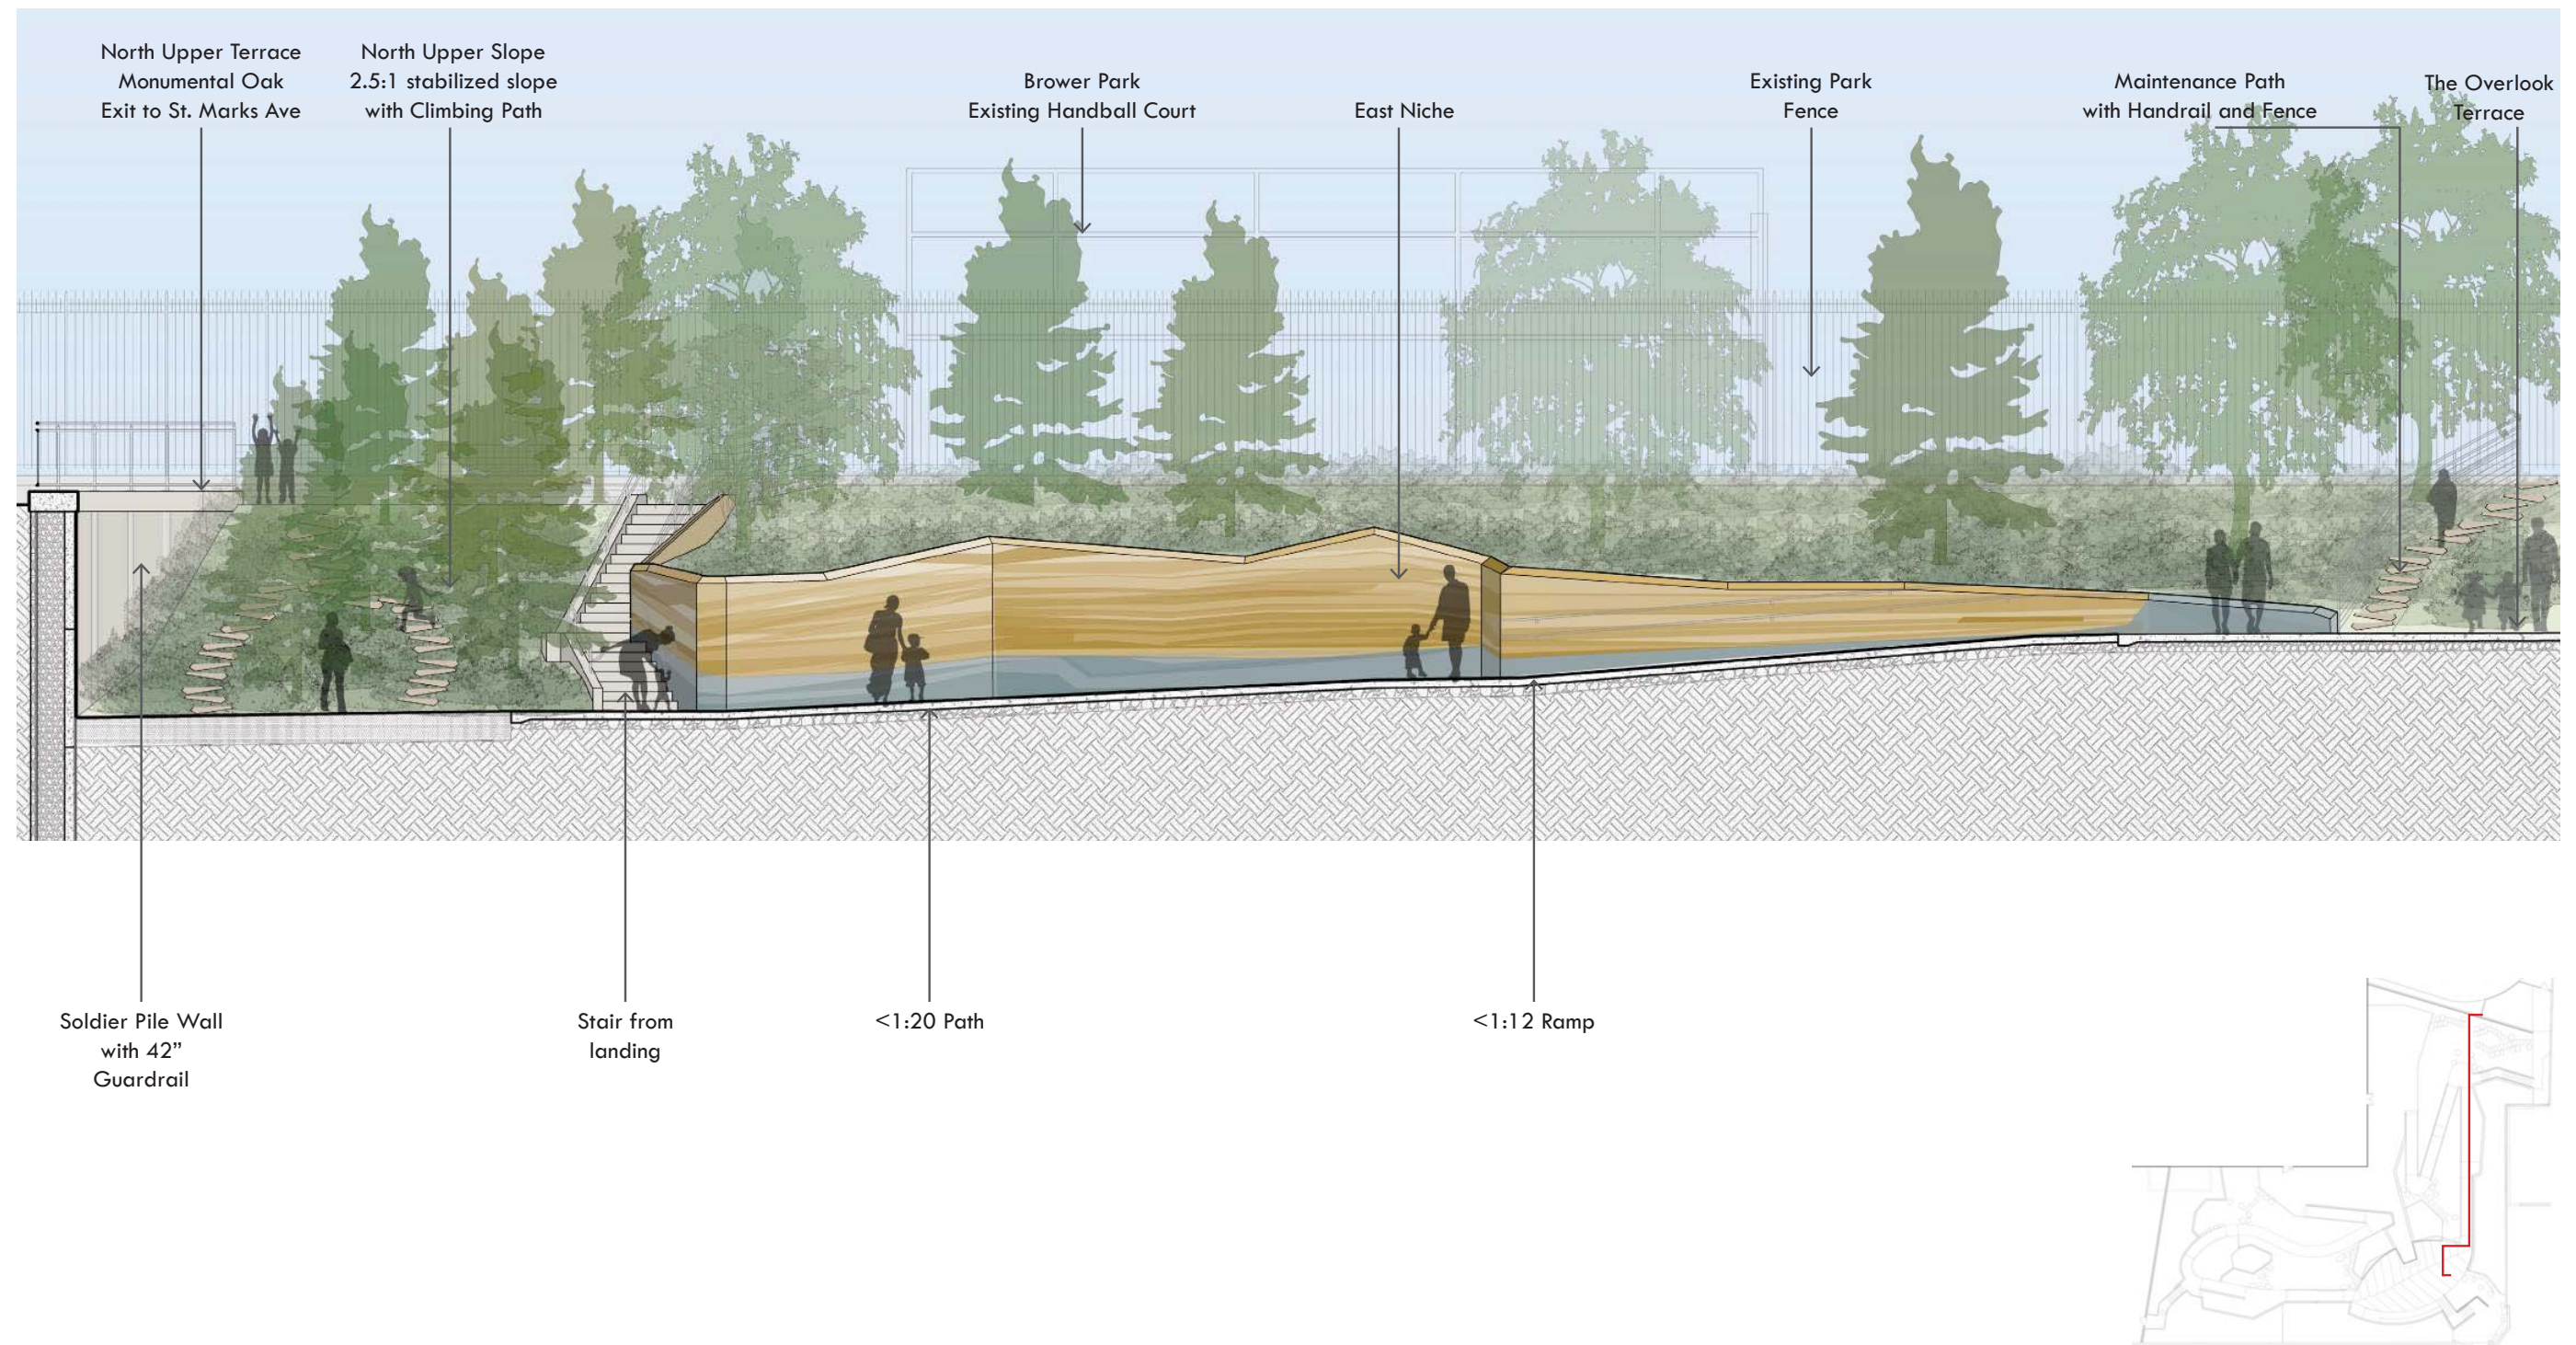 North Upper Terrace
Monumental Oak
Exit to St. Marks Ave
North Upper Slope
2.5:1 stabilized slope
with Climbing Path
Brower Park
Existing Handball Court
East Niche
Existing Park
Fence
Maintenance Path
with Handrail and Fence
The Overlook
Terrace
Soldier Pile Wall
with 42”
Guardrail
Stair from
landing
<1:20 Path
<1:12 Ramp